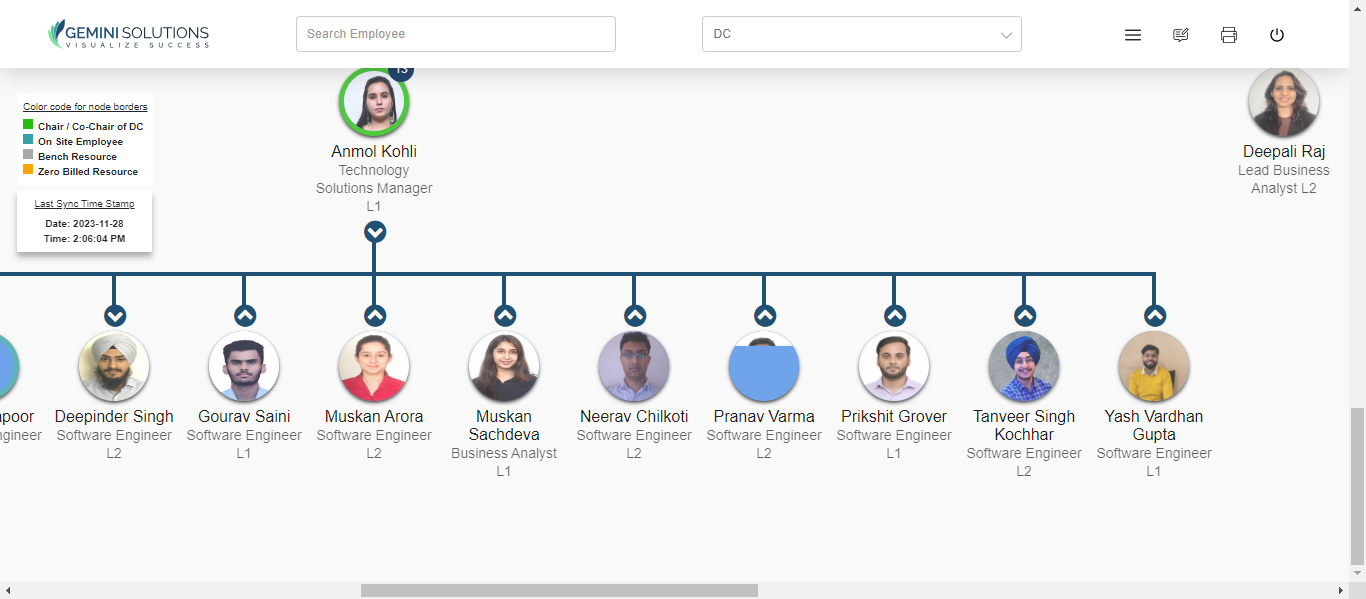 GEMINI SOLUTIONS
VISUALIZE SUCCESS
Search Employee
DC
13
Color code for node borders
Chair / Co-Chair of DC
On Site Employee
Bench Resource
Zero Billed Resource
Last Sync Time Stamp
Date: 2023-11-28
Time: 2:06:04 PM
Anmol Kohli
Technology
Solutions Manager
L1
Deepali Raj
Lead Business
Analyst L2
Deepinder Singh
Software Engineer
L2
Gourav Saini
Software Engineer
L1
Muskan Arora
Software Engineer
L2
Muskan
Sachdeva
Business Analyst
L1
Neerav Chilkoti
Software Engineer
L2
Pranav Varma
Software Engineer
L2
Prikshit Grover
Software Engineer
L1
Tanveer Singh
Kochhar
Software Engineer
L2
Yash Vardhan
Gupta
Software Engineer
L1